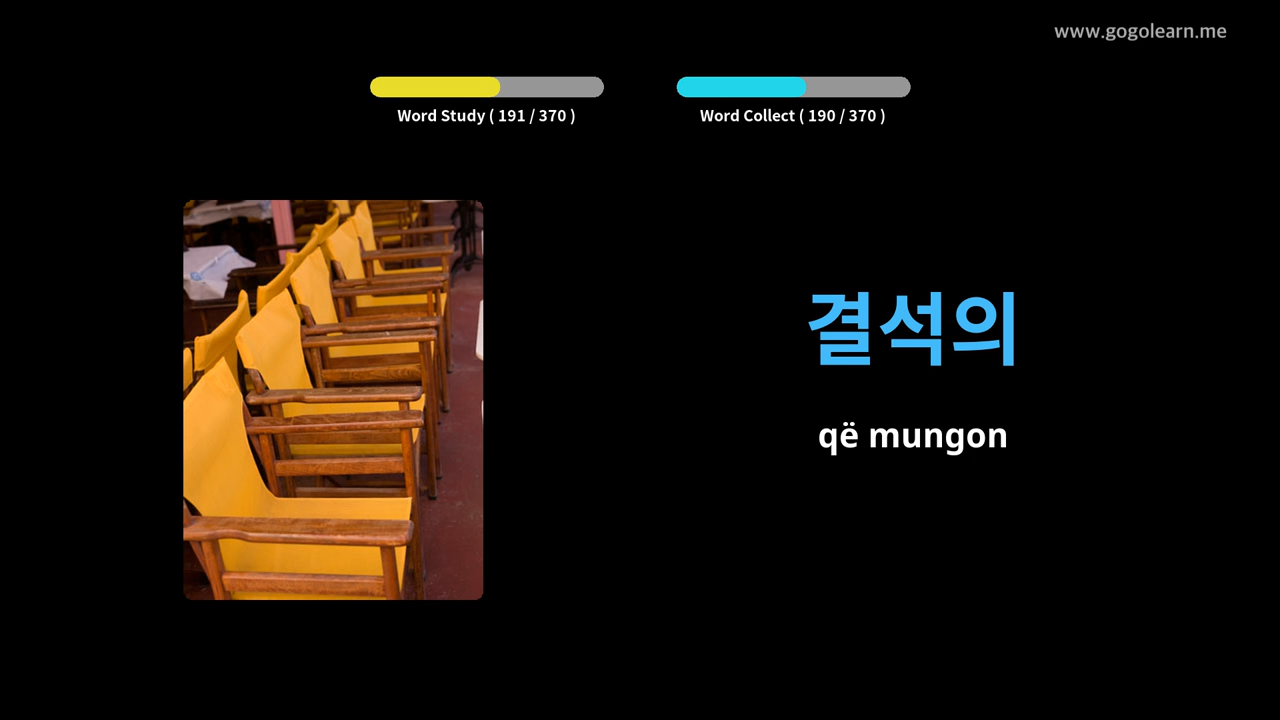 www.gogolearn.me
Word Study ( 191 / 370 )
Word Collect ( 190 / 370 )
결석의
që mungon